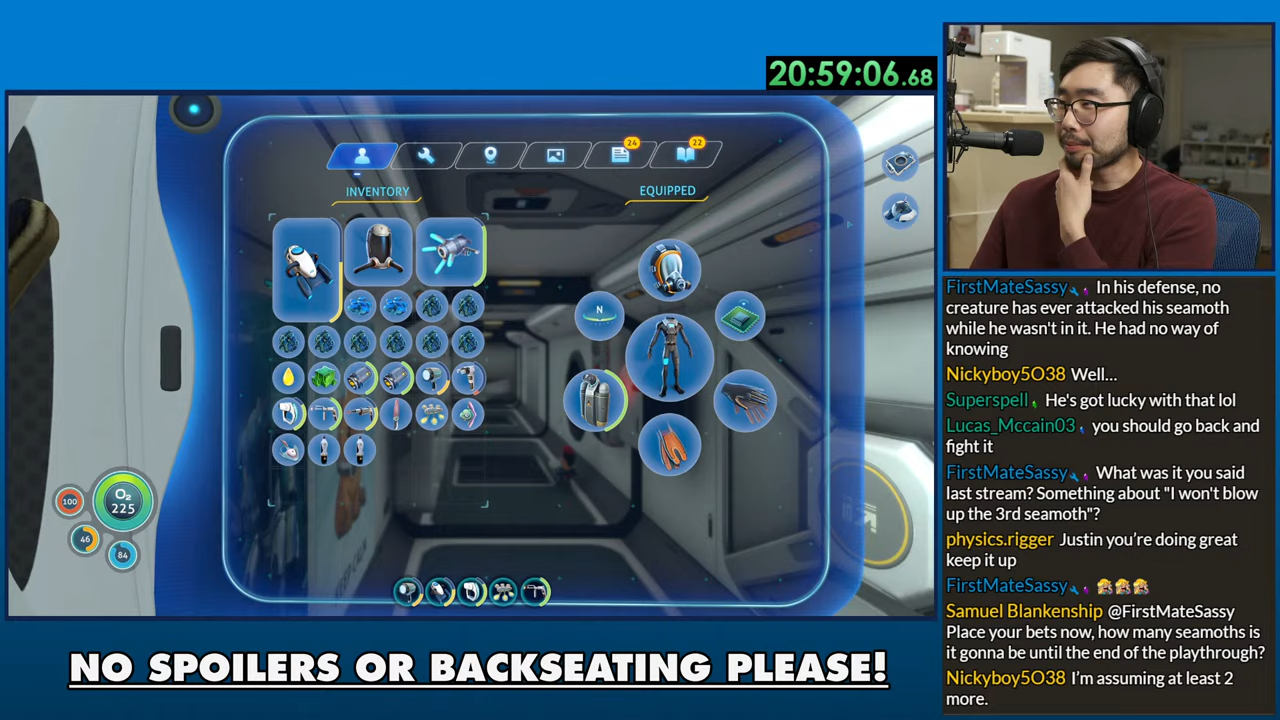 20:59:06.68
24
22
INVENTORY
EQUIPPED
N
O₂
225
100
46
84
NO SPOILERS OR BACKSEATING PLEASE!
FirstMateSassy In his defense, no
creature has ever attacked his seamoth
while he wasn't in it. He had no way of
knowing
Nickyboy5O38 Well...
Superspell He's got lucky with that lol
Lucas_Mccain03 you should go back and
fight it
FirstMateSassy What was it you said
last stream? Something about "I won't blow
up the 3rd seamoth"?
physics.rigger Justin you're doing great
keep it up
FirstMateSassy
Samuel Blankenship @FirstMateSassy
Place your bets now, how many seamoths is
it gonna be until the end of the playthrough?
Nickyboy5O38 I'm assuming at least 2
more.